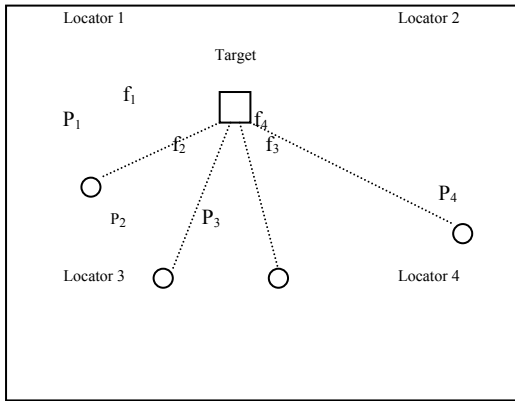 Locator 1 Locator 2
Target
f1
P1
f4
f2 f3
P4
P2 P3
Locator 3 Locator 4